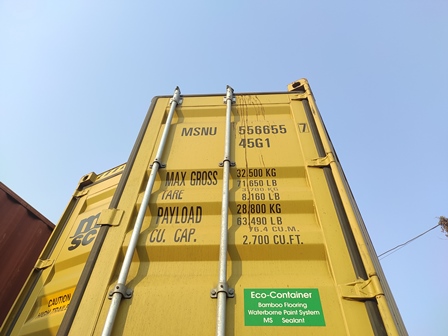 MSNU 556655 7
45G1
MAX GROSS 32,500 KG
71,650 LB
TARE 3,700 KG
8,160 LB
PAYLOAD 28,800 KG
63,490 LB
CU. CAP. 76.4 CU.M.
2,700 CU.FT.
msc
CAUTION
Eco-Container
Bamboo Flooring
Waterborne Paint System
MS Sealant